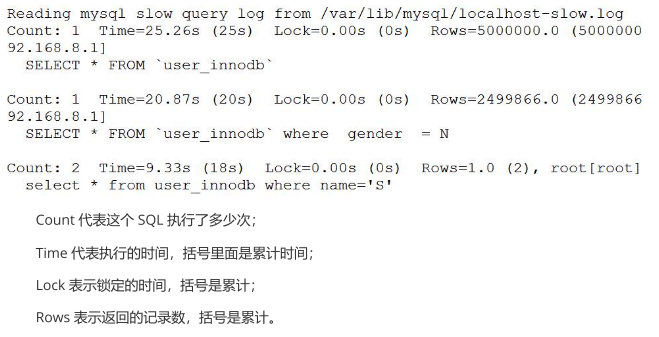 Reading mysql slow query log from /var/lib/mysql/localhost-slow.log
Count: 1  Time=25.26s (25s)  Lock=0.00s (0s)  Rows=5000000.0 (5000000
92.168.8.1]
  SELECT * FROM `user_innodb`
Count: 1  Time=20.87s (20s)  Lock=0.00s (0s)  Rows=2499866.0 (2499866
92.168.8.1]
  SELECT * FROM `user_innodb` where  gender  = N
Count: 2  Time=9.33s (18s)  Lock=0.00s (0s)  Rows=1.0 (2), root[root]
  select * from user_innodb where name='S'
Count 代表这个 SQL 执行了多少次；
Time 代表执行的时间，括号里面是累计时间；
Lock 表示锁定的时间，括号是累计；
Rows 表示返回的记录数，括号是累计。